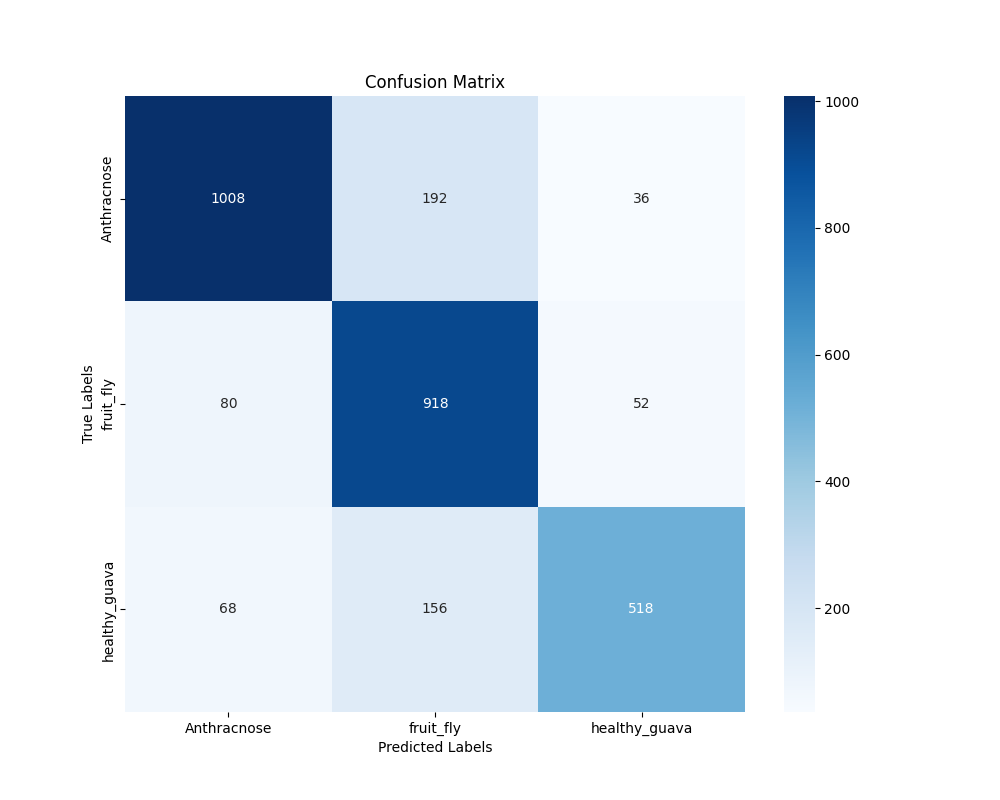 Confusion Matrix
True Labels
Anthracnose
1008 192 36
fruit_fly
80 918 52
healthy_guava
68 156 518
Anthracnose fruit_fly healthy_guava
Predicted Labels
1000
800
600
400
200